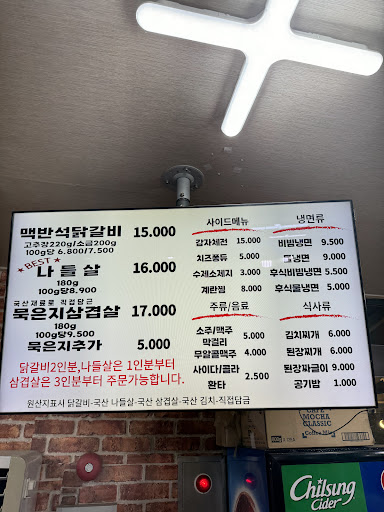 맥반석닭갈비 15.000
고추장220g/소금200g
100g당 6.800/7.500
★BEST★
나들살 16.000
180g
100g당8.900
국산재료로 직접담근
묵은지삼겹살 17.000
180g
100g당9.500
묵은지추가 5.000
닭갈비2인분,나들살은 1인분부터
삼겹살은 3인분부터 주문가능합니다.
사이드메뉴
감자채전 15.000
치즈퐁듀 5.000
수제소제지 3.000
계란찜 8.000
주류/음료
소주/맥주
막걸리 5.000
무알콜맥주 4.000
사이다/콜라
환타 2.500
냉면류
비빔냉면 9.500
물냉면 9.000
후식비빔냉면 5.500
후식물냉면 5.000
식사류
김치찌개 6.000
된장찌개 6.000
된장짜글이 9.000
공기밥 1.000
원산지표시 닭갈비-국산 나들살-국산 삼겹살-국산 김치-직접담금
CAFE
MOCHA
CLASSIC
Coffee Mix
Chilsung
Cider